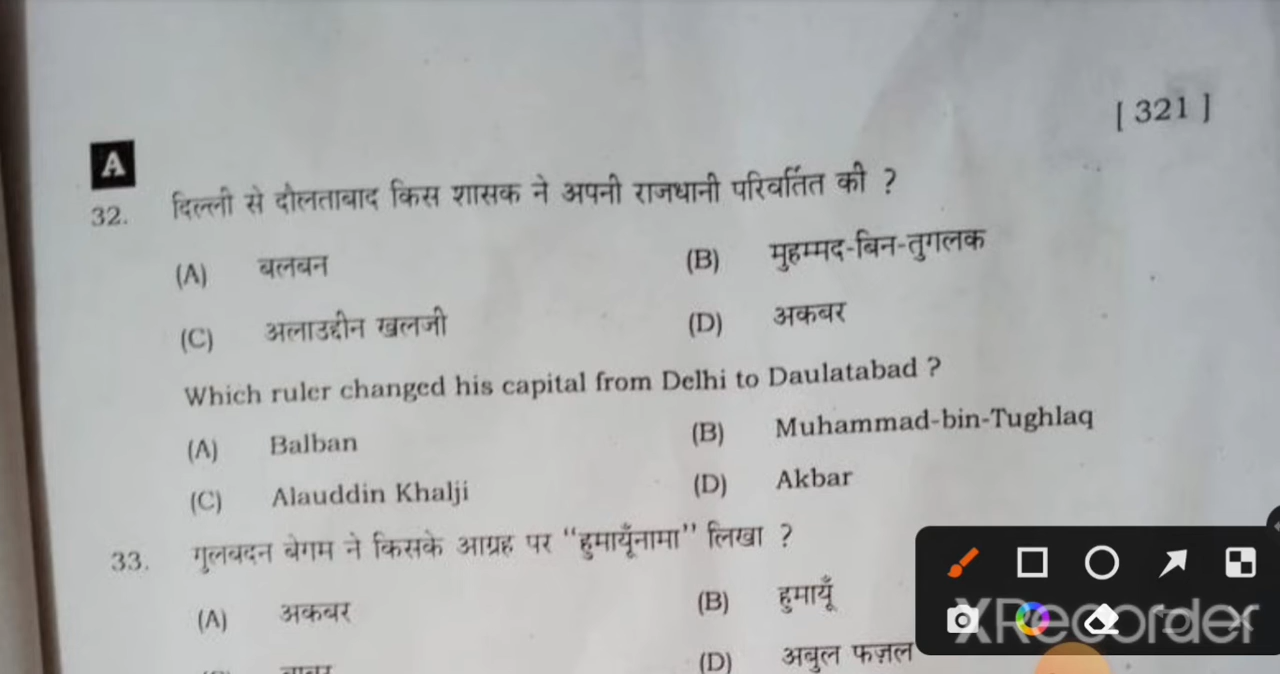 [ 321 ]
A
32. दिल्ली से दौलताबाद किस शासक ने अपनी राजधानी परिवर्तित की ?
(A) बलबन (B) मुहम्मद-बिन-तुगलक
(C) अलाउद्दीन खलजी (D) अकबर
Which ruler changed his capital from Delhi to Daulatabad ?
(A) Balban (B) Muhammad-bin-Tughlaq
(C) Alauddin Khalji (D) Akbar
33. गुलबदन बेगम ने किसके आग्रह पर “हुमायूँनामा” लिखा ?
(A) अकबर (B) हुमायूँ
(D) अबुल फज़ल
XRecorder